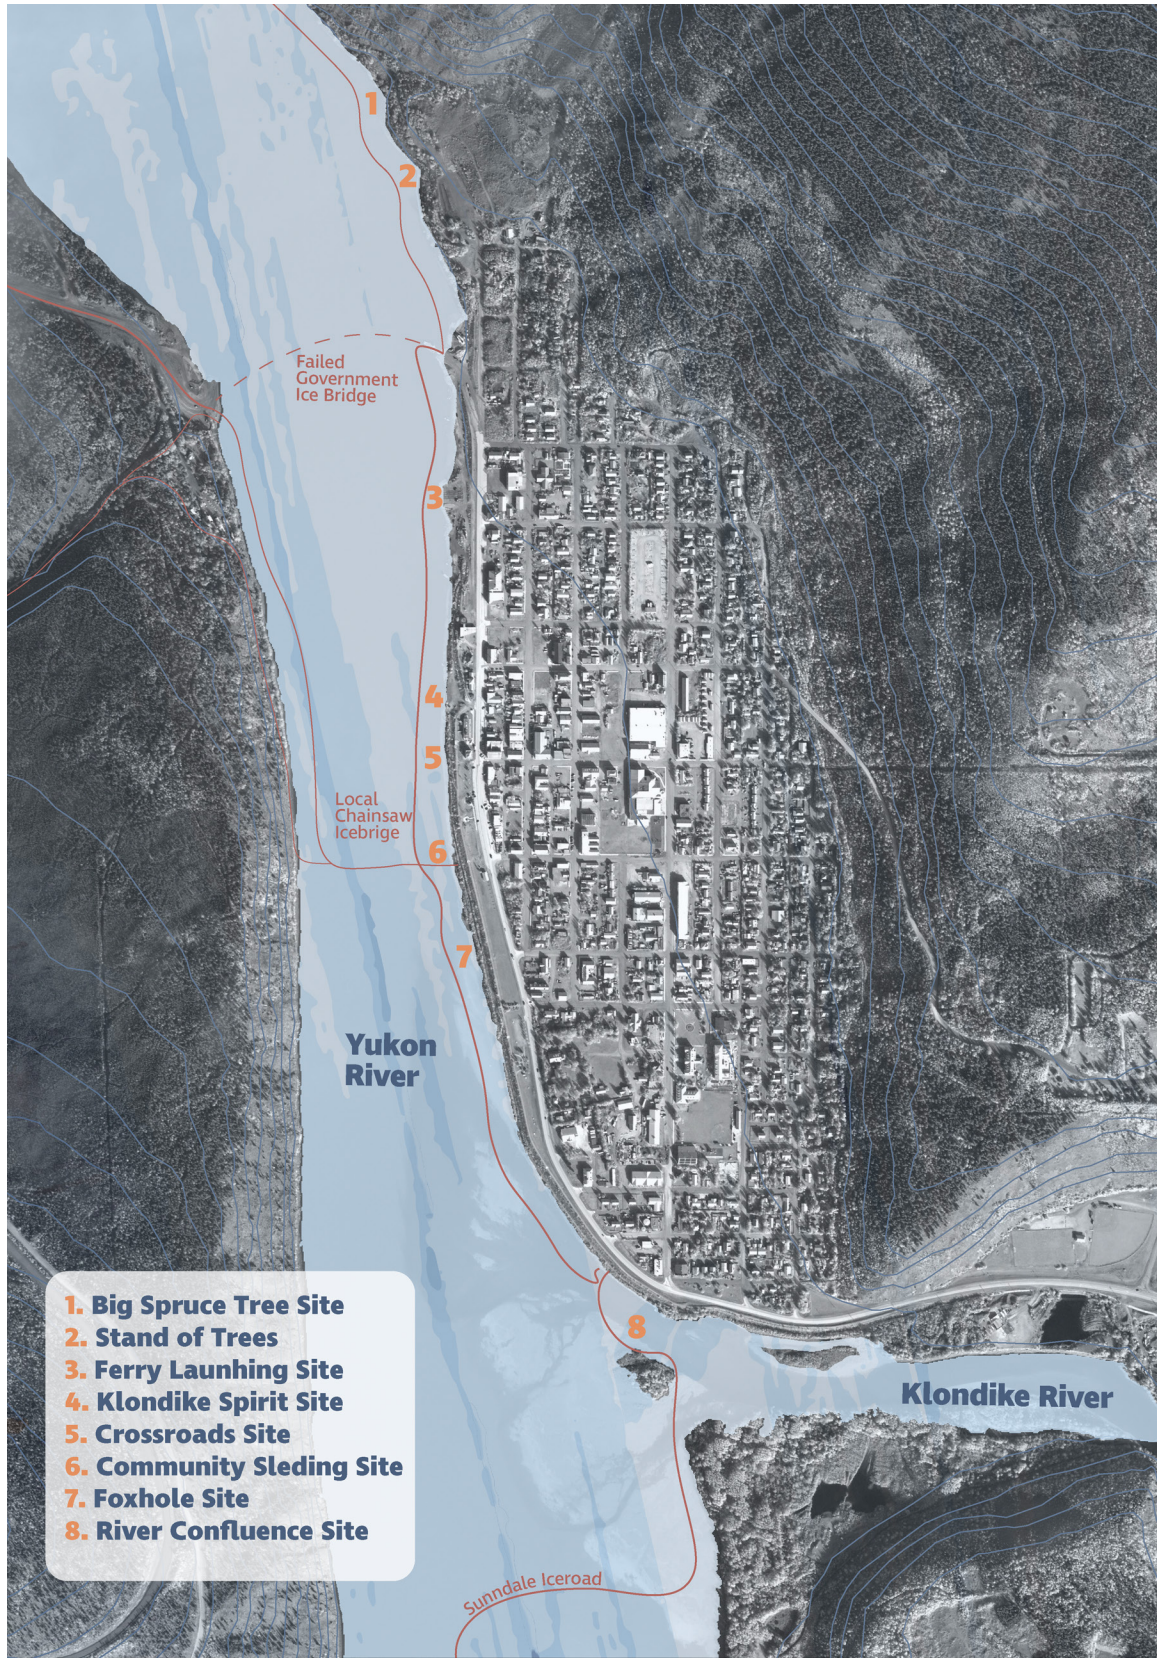 1
2
Failed
Government
Ice Bridge
3
4
5
Local
Chainsaw
Icebrige
6
7
Yukon
River
8
Klondike River
Sunndale Iceroad
1. Big Spruce Tree Site
2. Stand of Trees
3. Ferry Launhing Site
4. Klondike Spirit Site
5. Crossroads Site
6. Community Sleding Site
7. Foxhole Site
8. River Confluence Site